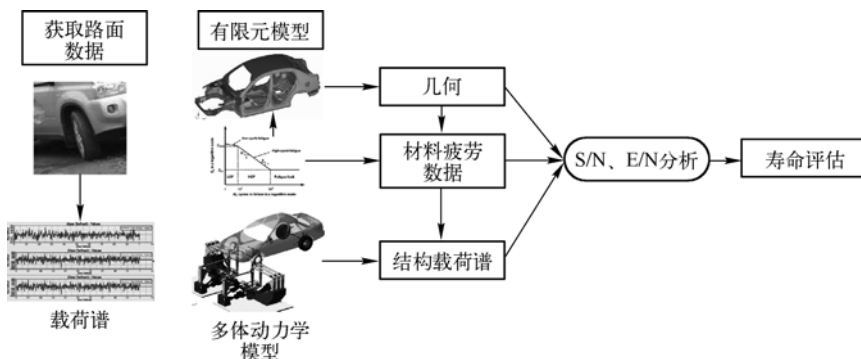 获取路面
数据
载荷谱
有限元模型
多体动力学
模型
几何
材料疲劳
数据
结构载荷谱
S/N、E/N分析
寿命评估